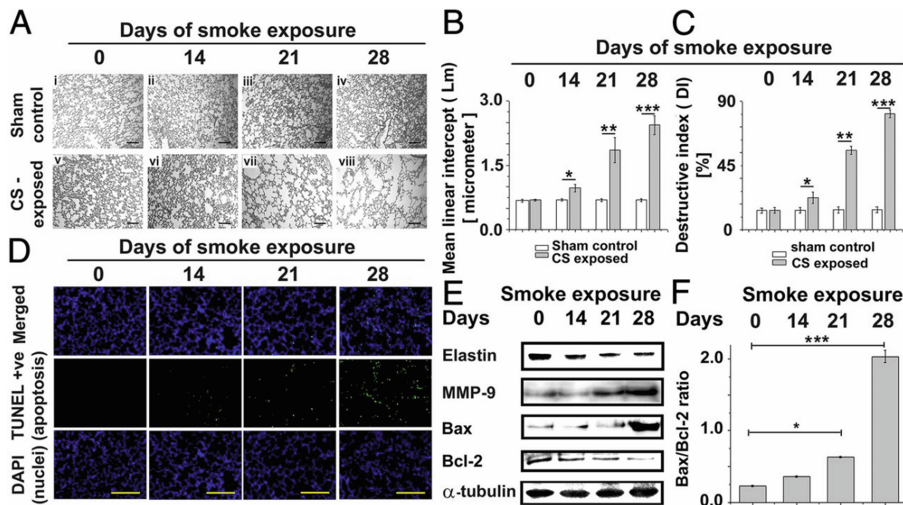 A
Days of smoke exposure
0 14 21 28
Sham control
i ii iii iv
CS - exposed
v vi vii viii
B
C
Days of smoke exposure
0 14 21 28
0 14 21 28
Mean linear intercept ( Lm)
[ micrometer ]
3.0
1.5
0.0
* ** ***
Sham control
CS exposed
Destructive index ( DI)
[%]
90
45
0
* ** ***
sham control
CS exposed
D
Days of smoke exposure
0 14 21 28
Merged
TUNEL +ve
(apoptosis)
DAPI
(nuclei)
E
Smoke exposure
Days 0 14 21 28
Elastin
MMP-9
Bax
Bcl-2
α-tubulin
F
Smoke exposure
Days 0 14 21 28
Bax/Bcl-2 ratio
2.0
1.0
0.0
***
*